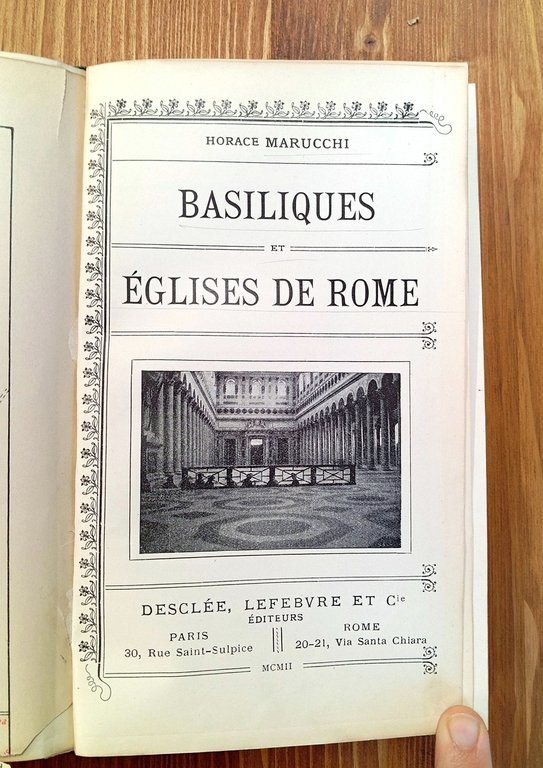 HORACE MARUCCHI
BASILIQUES
ET
ÉGLISES DE ROME
DESCLÉE, LEFEBVRE ET Cie
ÉDITEURS
PARIS
30, Rue Saint-Sulpice
ROME
20-21, Via Santa Chiara
MCMII